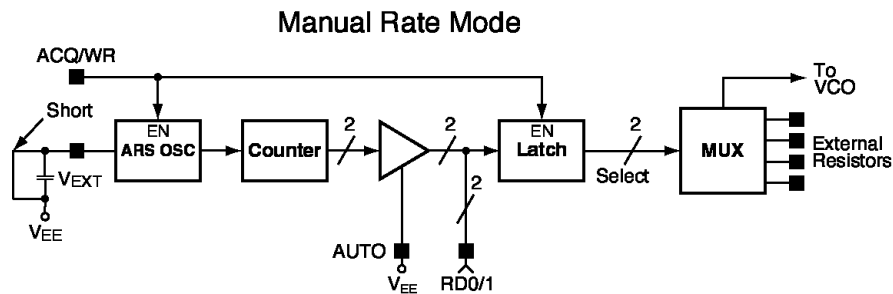 Manual Rate Mode
ACQ/WR
To
VCO
Short
EN
ARS OSC
Counter
2
2
EN
Latch
2
Select
MUX
External
Resistors
VEXT
VEE
2
AUTO
VEE
RD0/1